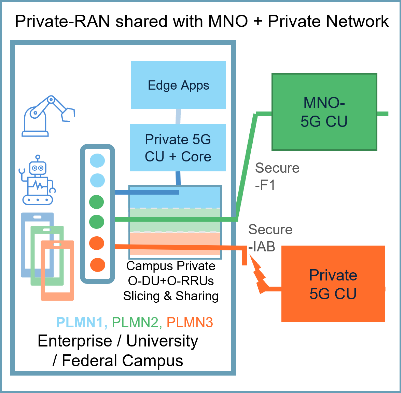 Private-RAN shared with MNO + Private Network
Edge Apps
Private 5G
CU + Core
MNO-
5G CU
Secure
-F1
Secure
-IAB
Private
5G CU
Campus Private
O-DU+O-RRUs
Slicing & Sharing
PLMN1, PLMN2, PLMN3
Enterprise / University
/ Federal Campus